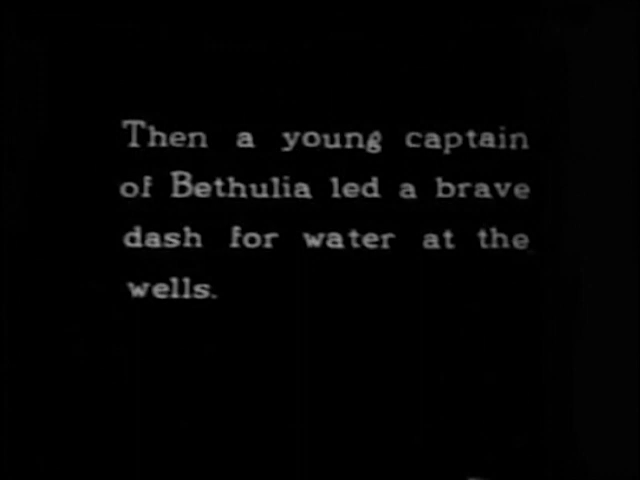 Then a young captain
of Bethulia led a brave
dash for water at the
wells.